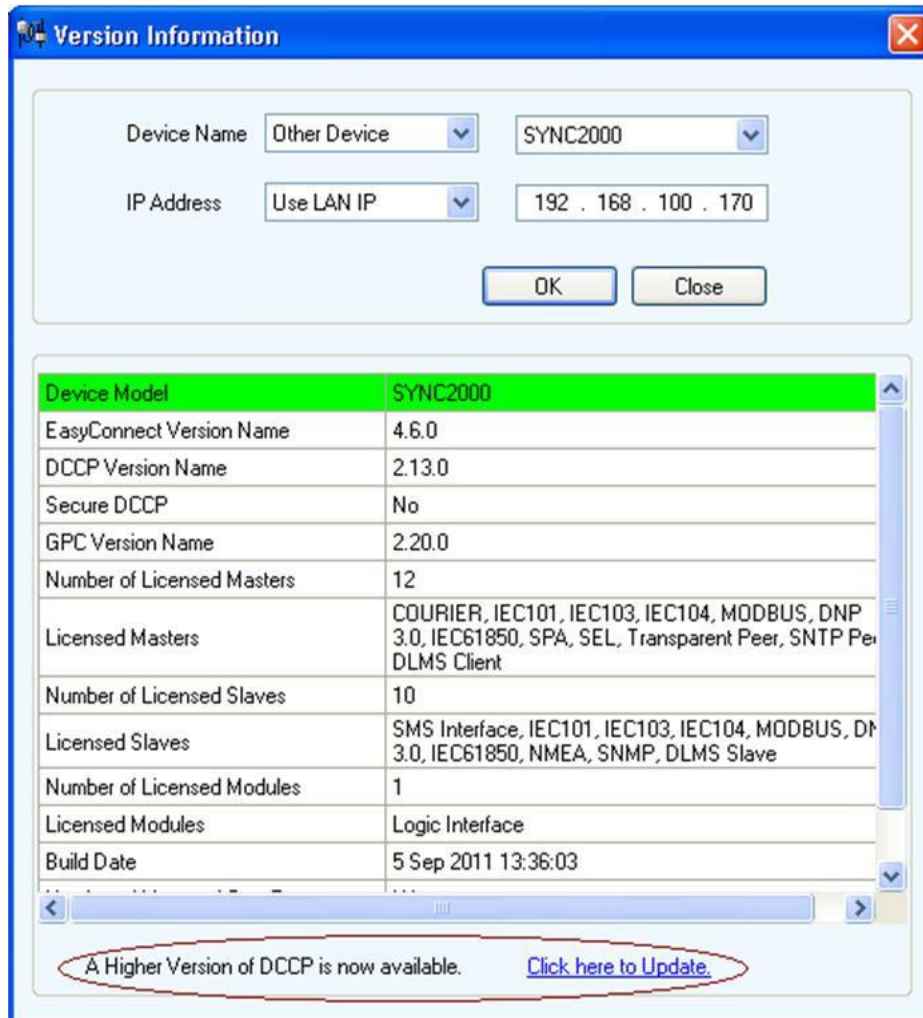 Version Information
Device Name Other Device SYNC2000
IP Address Use LAN IP 192 . 168 . 100 . 170
OK Close
Device Model SYNC2000
EasyConnect Version Name 4.6.0
DCCP Version Name 2.13.0
Secure DCCP No
GPC Version Name 2.20.0
Number of Licensed Masters 12
Licensed Masters COURIER, IEC101, IEC103, IEC104, MODBUS, DNP
3.0, IEC61850, SPA, SEL, Transparent Peer, SNTP Pe
DLMS Client
Number of Licensed Slaves 10
Licensed Slaves SMS Interface, IEC101, IEC103, IEC104, MODBUS, DN
3.0, IEC61850, NMEA, SNMP, DLMS Slave
Number of Licensed Modules 1
Licensed Modules Logic Interface
Build Date 5 Sep 2011 13:36:03
A Higher Version of DCCP is now available. Click here to Update.